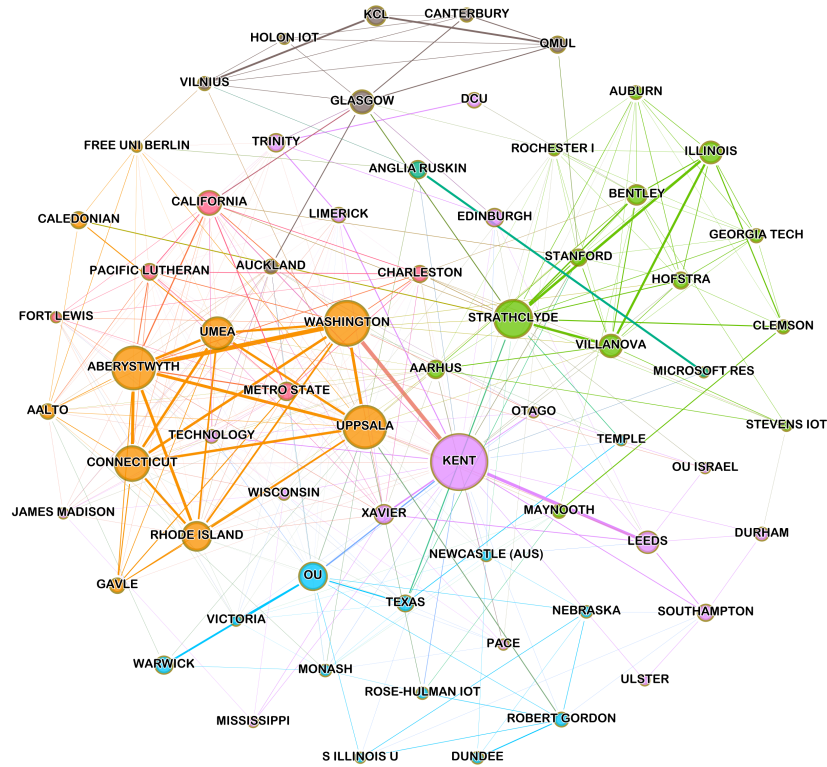 KCL
CANTERBURY
HOLON IOT
QMUL
VILNIUS
AUBURN
GLASGOW
DCU
TRINITY
FREE UNI BERLIN
ROCHESTER I
ILLINOIS
ANGLIA RUSKIN
BENTLEY
CALIFORNIA
LIMERICK
EDINBURGH
CALEDONIAN
GEORGIA TECH
STANFORD
PACIFIC LUTHERAN
AUCKLAND
CHARLESTON
HOFSTRA
FORT LEWIS
WASHINGTON
STRATHCLYDE
CLEMSON
UMEA
VILLANOVA
ABERYSTWYTH
AARHUS
MICROSOFT RES
METRO STATE
AALTO
OTAGO
UPPSALA
STEVENS IOT
TECHNOLOGY
TEMPLE
CONNECTICUT
KENT
OU ISRAEL
WISCONSIN
JAMES MADISON
XAVIER
MAYNOOTH
RHODE ISLAND
DURHAM
LEEDS
NEWCASTLE (AUS)
OU
GAVLE
TEXAS
NEBRASKA
SOUTHAMPTON
VICTORIA
PACE
WARWICK
MONASH
ULSTER
ROSE-HULMAN IOT
MISSISSIPPI
ROBERT GORDON
S ILLINOIS U
DUNDEE